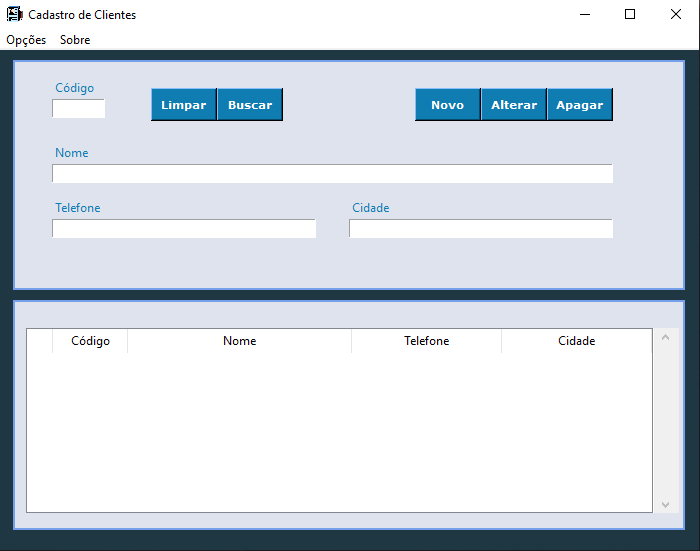 Cadastro de Clientes
Opções Sobre
Código
Limpar Buscar Novo Alterar Apagar
Nome
Telefone Cidade
Código Nome Telefone Cidade